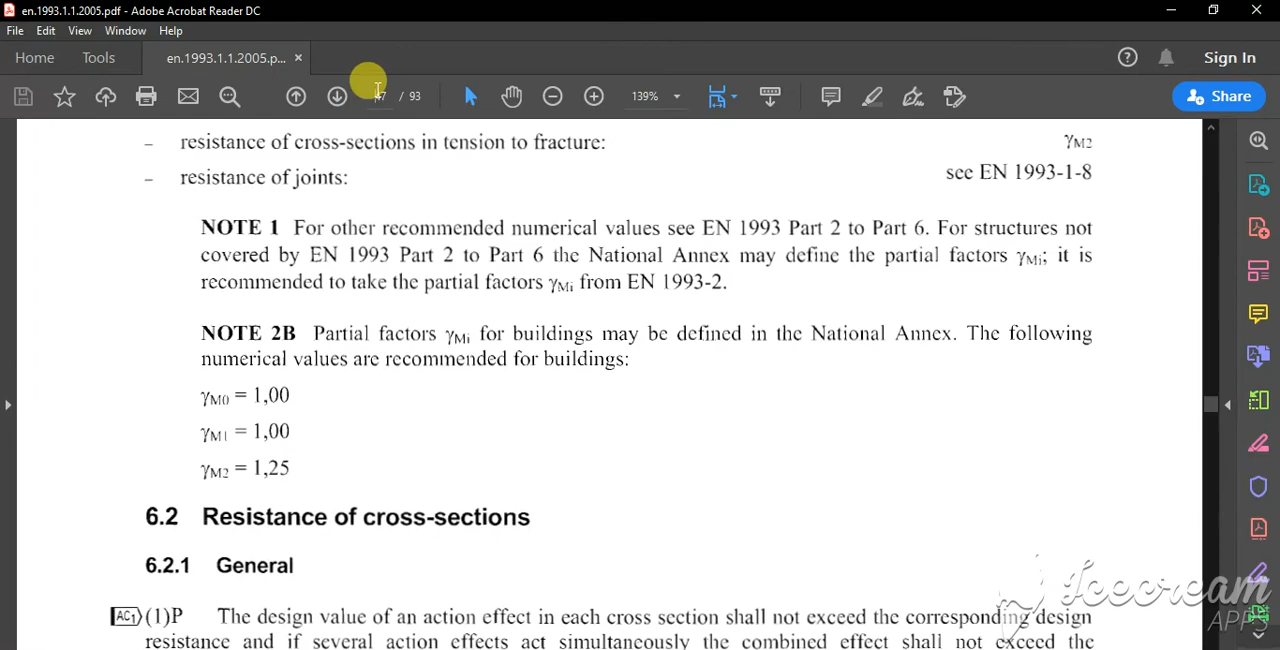 en.1993.1.1.2005.pdf - Adobe Acrobat Reader DC
File Edit View Window Help
Home Tools en.1993.1.1.2005.p... × Sign In
/ 93 139% Share
– resistance of cross-sections in tension to fracture: γM2
– resistance of joints: see EN 1993-1-8
NOTE 1 For other recommended numerical values see EN 1993 Part 2 to Part 6. For structures not
covered by EN 1993 Part 2 to Part 6 the National Annex may define the partial factors γMi; it is
recommended to take the partial factors γMi from EN 1993-2.
NOTE 2B Partial factors γMi for buildings may be defined in the National Annex. The following
numerical values are recommended for buildings:
γM0 = 1,00
γM1 = 1,00
γM2 = 1,25
6.2 Resistance of cross-sections
6.2.1 General
AC1 (1)P The design value of an action effect in each cross section shall not exceed the corresponding design
resistance and if several action effects act simultaneously the combined effect shall not exceed the
Icecream
APPS